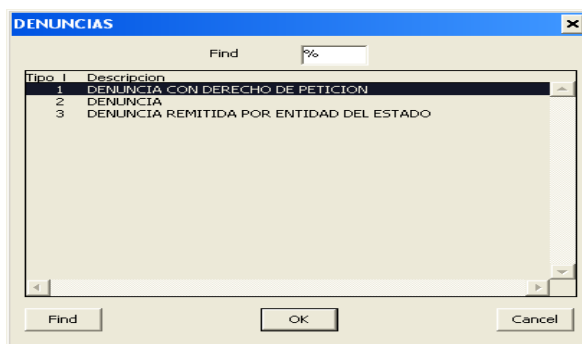 DENUNCIAS
Find %
Tipo I Descripcion
1 DENUNCIA CON DERECHO DE PETICION
2 DENUNCIA
3 DENUNCIA REMITIDA POR ENTIDAD DEL ESTADO
Find OK Cancel